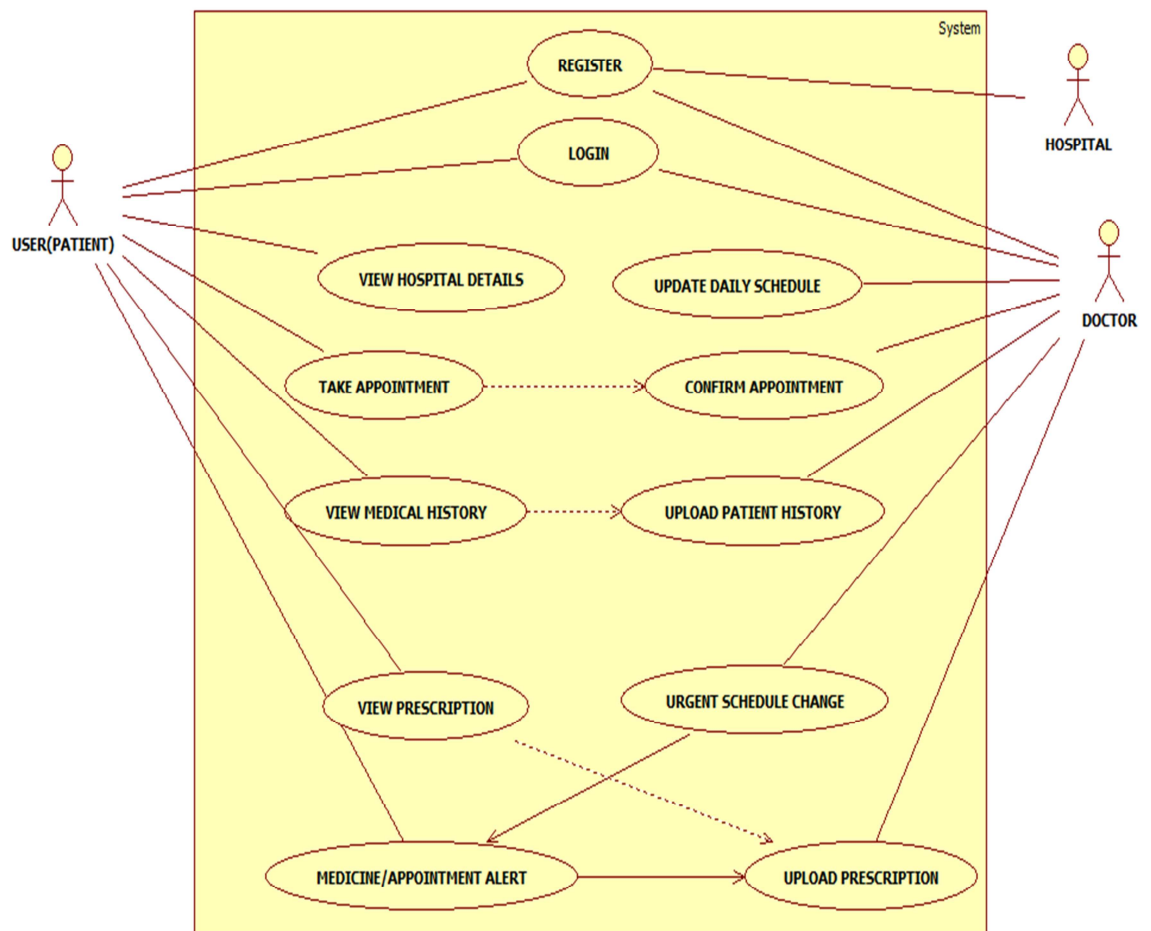 System
REGISTER
HOSPITAL
LOGIN
USER(PATIENT)
VIEW HOSPITAL DETAILS
UPDATE DAILY SCHEDULE
DOCTOR
TAKE APPOINTMENT
CONFIRM APPOINTMENT
VIEW MEDICAL HISTORY
UPLOAD PATIENT HISTORY
VIEW PRESCRIPTION
URGENT SCHEDULE CHANGE
MEDICINE/APPOINTMENT ALERT
UPLOAD PRESCRIPTION